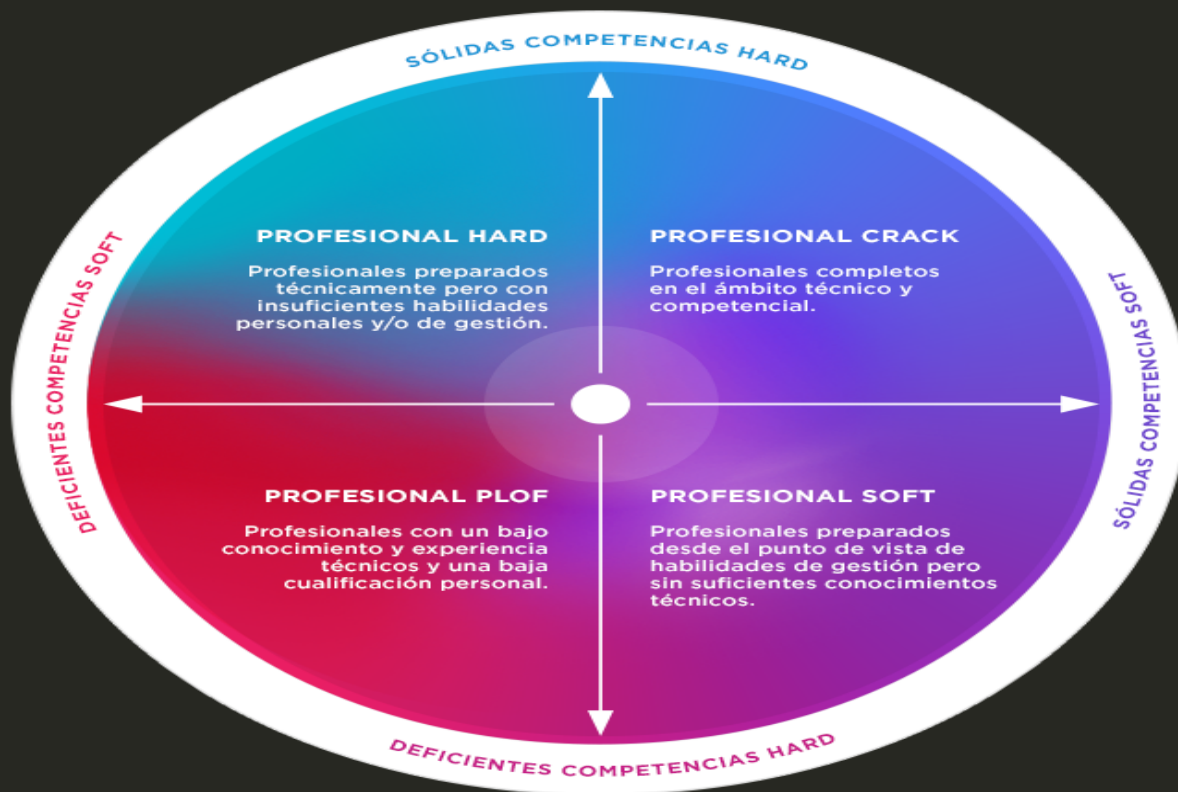 SÓLIDAS COMPETENCIAS HARD
DEFICIENTES COMPETENCIAS SOFT
PROFESIONAL HARD
Profesionales preparados
técnicamente pero con
insuficientes habilidades
personales y/o de gestión.
PROFESIONAL CRACK
Profesionales completos
en el ámbito técnico y
competencial.
SÓLIDAS COMPETENCIAS SOFT
PROFESIONAL PLOF
Profesionales con un bajo
conocimiento y experiencia
técnicos y una baja
cualificación personal.
PROFESIONAL SOFT
Profesionales preparados
desde el punto de vista de
habilidades de gestión pero
sin suficientes conocimientos
técnicos.
DEFICIENTES COMPETENCIAS HARD